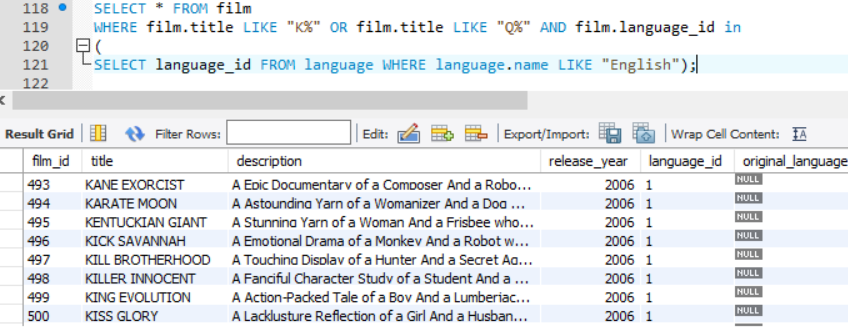 118 SELECT * FROM film
119 WHERE film.title LIKE "K%" OR film.title LIKE "Q%" AND film.language_id in
120 (
121 SELECT language_id FROM language WHERE language.name LIKE "English");
122
Result Grid Filter Rows: Edit: Export/Import: Wrap Cell Content: IA
film_id title description release_year language_id original_language
493 KANE EXORCIST A Epic Documentary of a Composer And a Robo... 2006 1 NULL
494 KARATE MOON A Astounding Yarn of a Womanizer And a Dog ... 2006 1 NULL
495 KENTUCKIAN GIANT A Stunning Yarn of a Woman And a Frisbee who... 2006 1 NULL
496 KICK SAVANNAH A Emotional Drama of a Monkey And a Robot w... 2006 1 NULL
497 KILL BROTHERHOOD A Touching Display of a Hunter And a Secret Ag... 2006 1 NULL
498 KILLER INNOCENT A Fanciful Character Study of a Student And a ... 2006 1 NULL
499 KING EVOLUTION A Action-Packed Tale of a Boy And a Lumberjac... 2006 1 NULL
500 KISS GLORY A Lacklusture Reflection of a Girl And a Husban... 2006 1 NULL